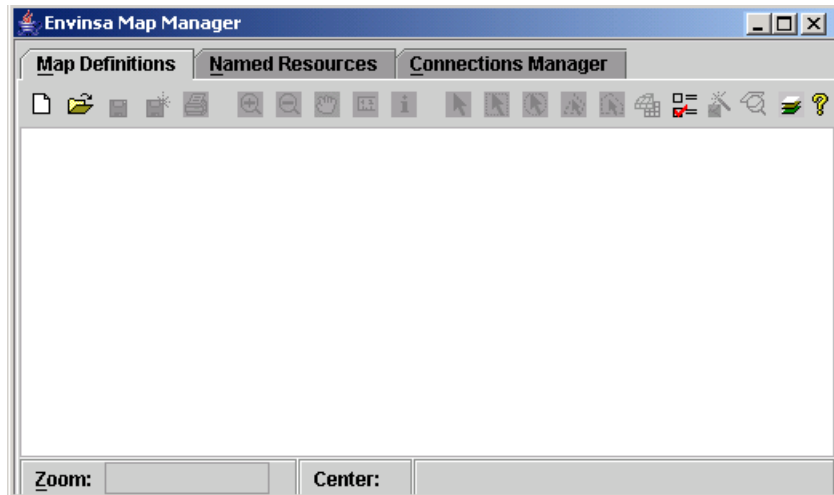 Envinsa Map Manager
Map Definitions Named Resources Connections Manager
Zoom: Center: